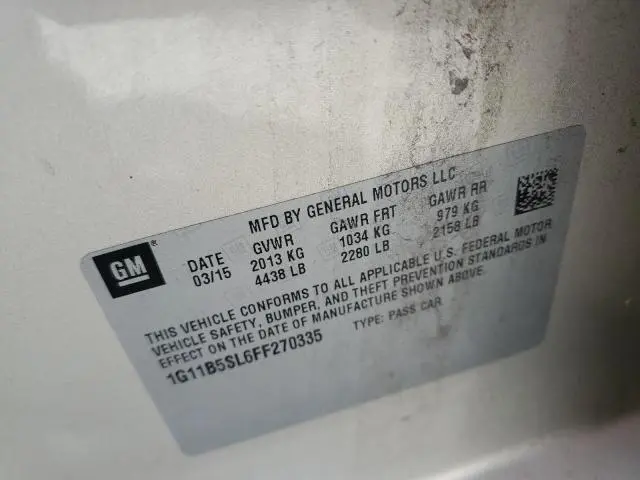 MFD BY GENERAL MOTORS LLC
GM®
DATE GVWR GAWR FRT GAWR RR
03/15 2013 KG 1034 KG 979 KG
4438 LB 2280 LB 2158 LB
THIS VEHICLE CONFORMS TO ALL APPLICABLE U.S. FEDERAL MOTOR
VEHICLE SAFETY, BUMPER, AND THEFT PREVENTION STANDARDS IN
EFFECT ON THE DATE OF MANUFACTURE SHOWN ABOVE.
1G11B5SL6FF270335 TYPE: PASS CAR